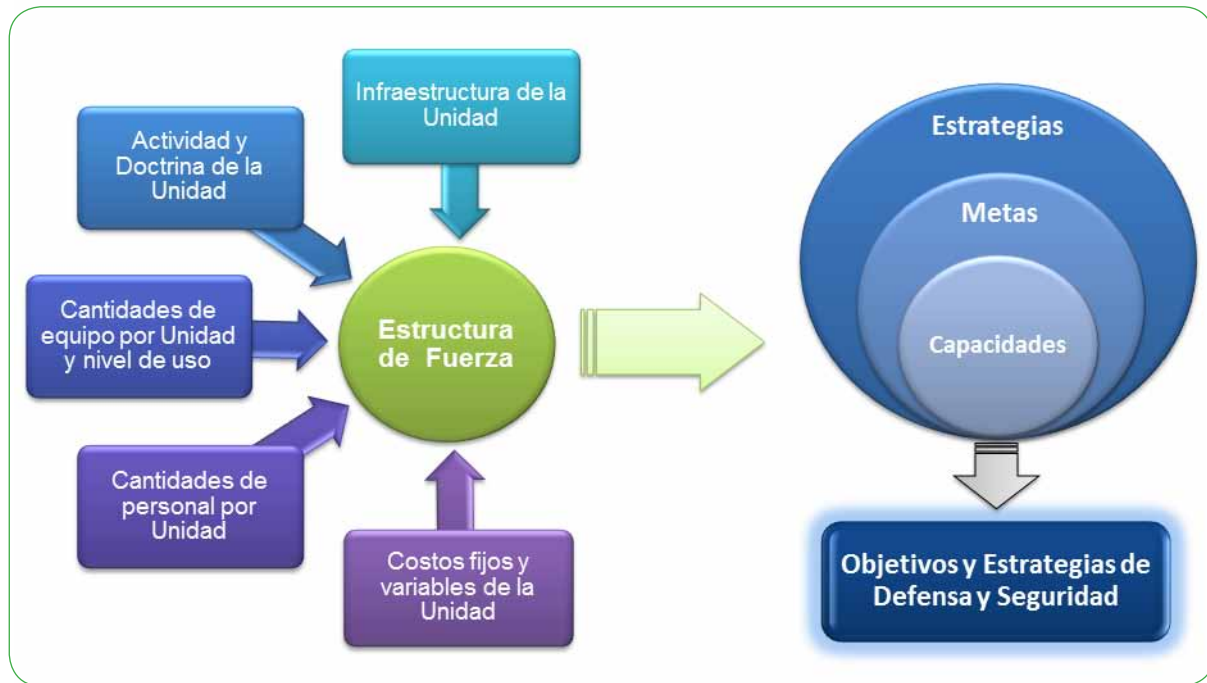 Infraestructura de la
Unidad
Actividad y
Doctrina de la
Unidad
Cantidades de
equipo por Unidad
y nivel de uso
Cantidades de
personal por
Unidad
Costos fijos y
variables de la
Unidad
Estructura
de Fuerza
Estrategias
Metas
Capacidades
Objetivos y Estrategias de
Defensa y Seguridad